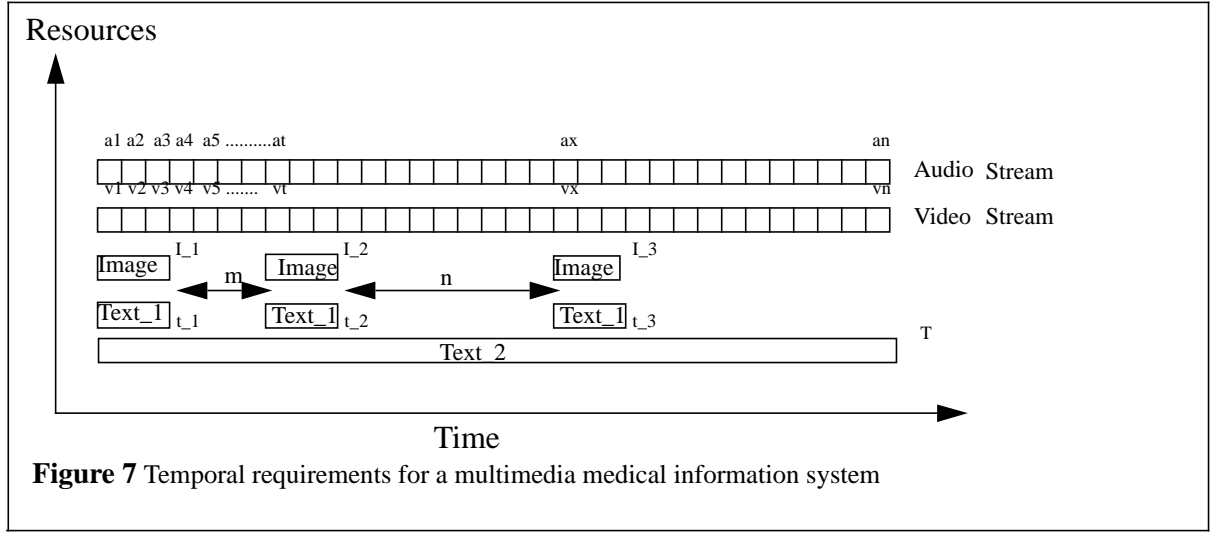 Resources
a1 a2 a3 a4 a5 ..........at ax an
Audio Stream
v1 v2 v3 v4 v5 ....... vt vx vn
Video Stream
I_1 I_2 I_3
Image Image Image
m n
Text_1 t_1 Text_1 t_2 Text_1 t_3
T
Text_2
Time
Figure 7 Temporal requirements for a multimedia medical information system